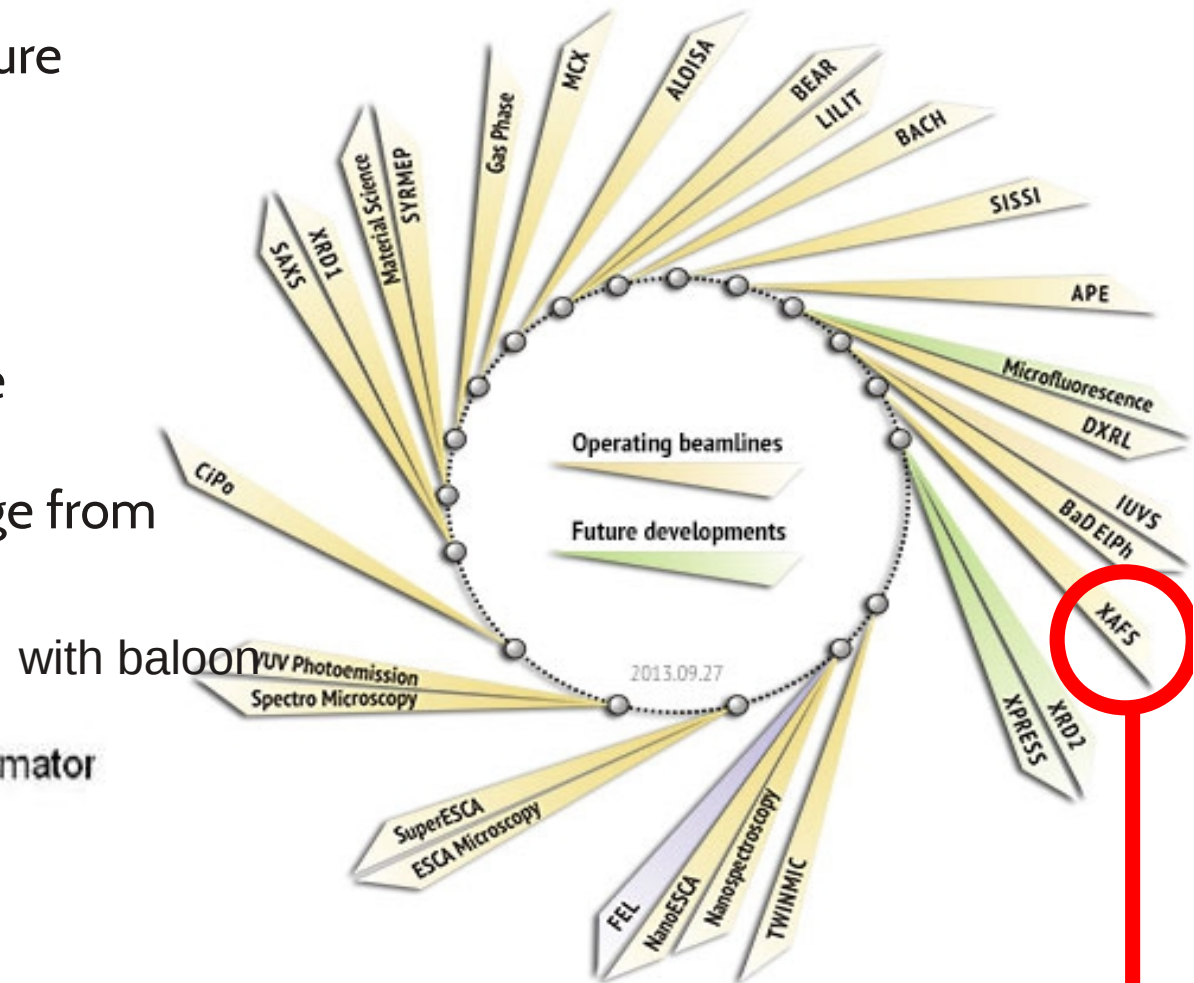 ure
e
ge from
with baloon
mator
MCX
ALOISA
BEAR
LILIT
BACH
SISSI
APE
Microfluorescence
DXRL
IUVS
BaDElPh
XAFS
XRD2
XPRESS
TWINMIC
Nanospectroscopy
NanoESCA
FEL
ESCA Microscopy
SuperESCA
Spectro Microscopy
VUV Photoemission
CiPo
SAXS
XRD1
Material Science
SYRMEP
Gas Phase
Operating beamlines
Future developments
2013.09.27